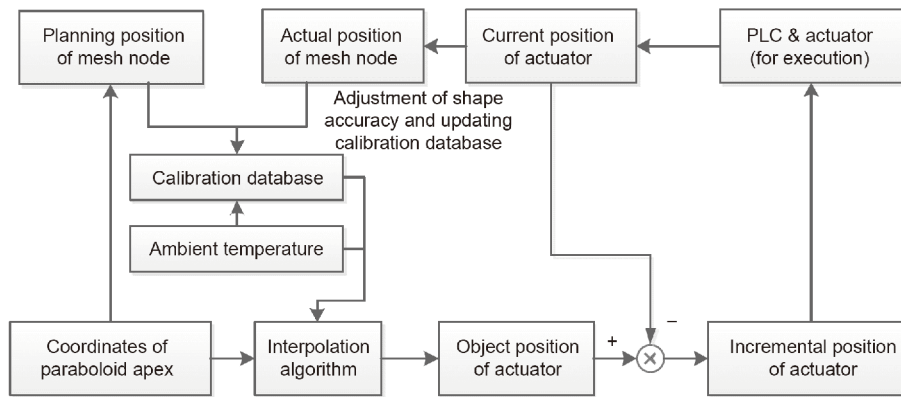 Planning position
of mesh node
Actual position
of mesh node
Current position
of actuator
PLC & actuator
(for execution)
Adjustment of shape
accuracy and updating
calibration database
Calibration database
Ambient temperature
Coordinates of
paraboloid apex
Interpolation
algorithm
Object position
of actuator
+
−
×
Incremental position
of actuator